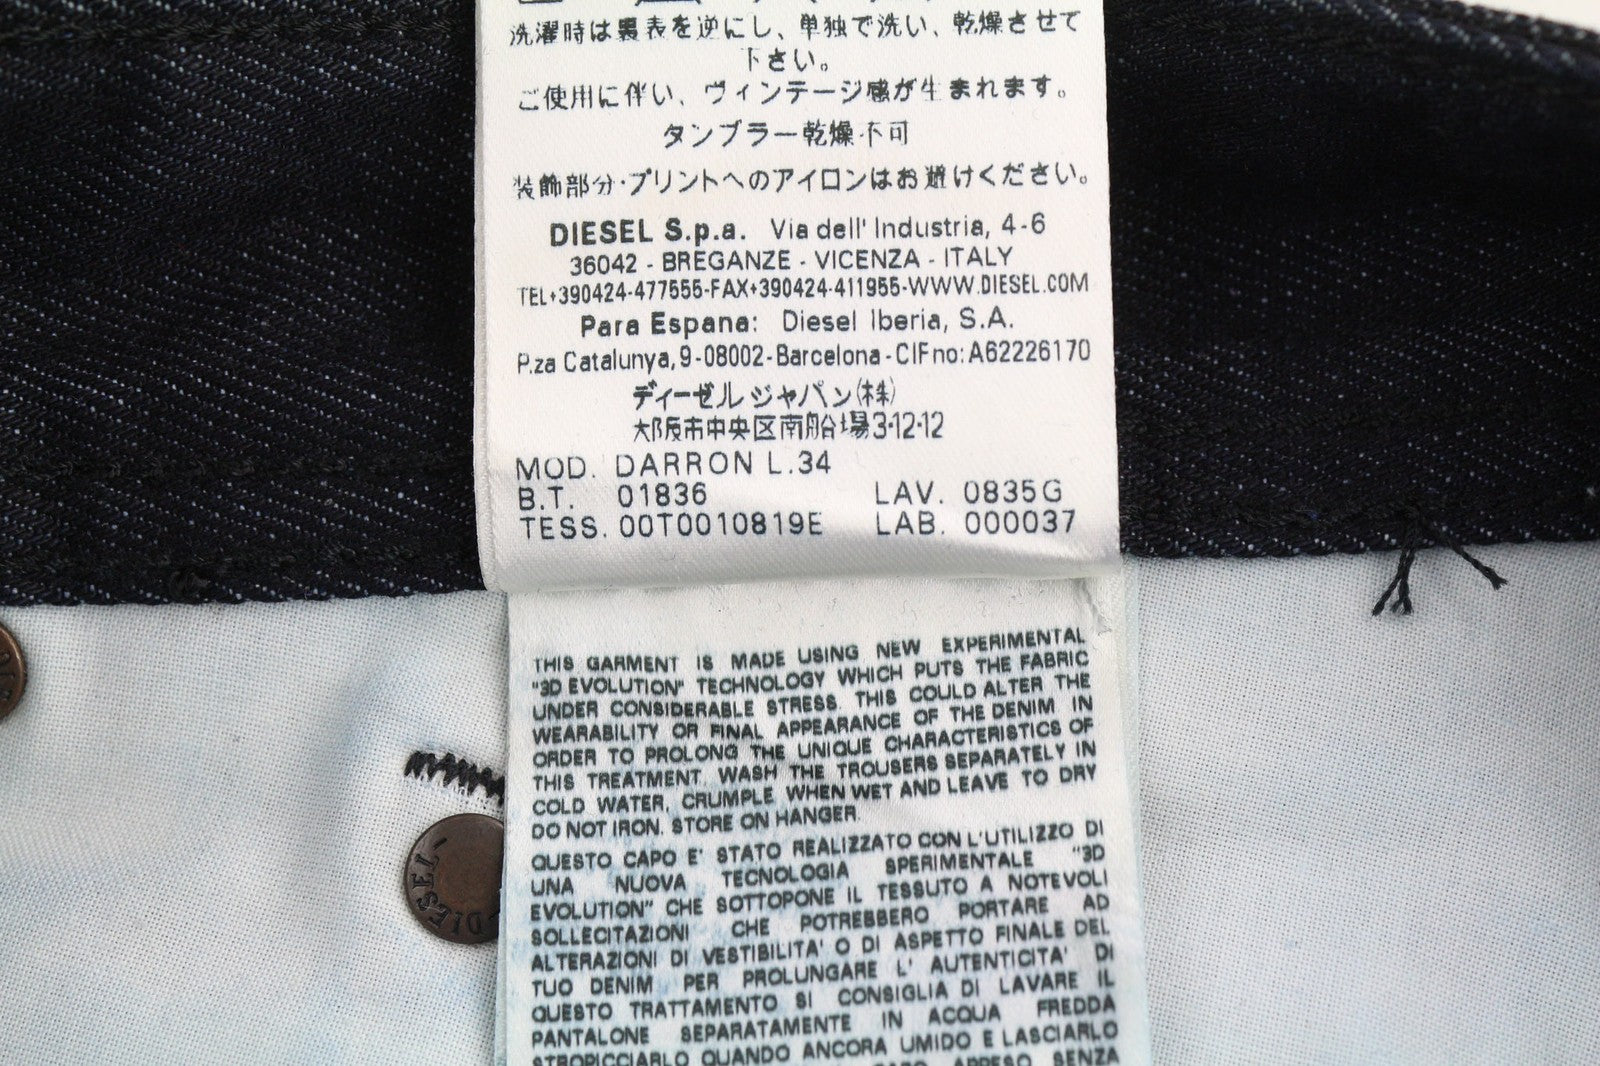 洗濯時は裏表を逆にし、単独で洗い、乾燥させて
下さい。
ご使用に伴い、ヴィンテージ感が生まれます。
タンブラー乾燥不可
装飾部分・プリントへのアイロンはお避けください。
DIESEL S.p.a. Via dell' Industria, 4-6
36042 - BREGANZE - VICENZA - ITALY
TEL+390424-477555-FAX+390424-411955-WWW.DIESEL.COM
Para Espana: Diesel Iberia, S.A.
P.za Catalunya, 9-08002-Barcelona-CIF no: A62226170
ディーゼル ジャパン(株)
大阪市中央区南船場3-12-12
MOD. DARRON L.34
B.T. 01836 LAV. 0835G
TESS. 00T0010819E LAB. 000037
THIS GARMENT IS MADE USING NEW EXPERIMENTAL
"3D EVOLUTION" TECHNOLOGY WHICH PUTS THE FABRIC
UNDER CONSIDERABLE STRESS. THIS COULD ALTER THE
WEARABILITY OR FINAL APPEARANCE OF THE DENIM. IN
ORDER TO PROLONG THE UNIQUE CHARACTERISTICS OF
THIS TREATMENT. WASH THE TROUSERS SEPARATELY IN
COLD WATER, CRUMPLE WHEN WET AND LEAVE TO DRY
DO NOT IRON. STORE ON HANGER.
QUESTO CAPO E' STATO REALIZZATO CON L'UTILIZZO DI
UNA NUOVA TECNOLOGIA SPERIMENTALE "3D
EVOLUTION" CHE SOTTOPONE IL TESSUTO A NOTEVOLI
SOLLECITAZIONI CHE POTREBBERO PORTARE AD
ALTERAZIONI DI VESTIBILITA' O DI ASPETTO FINALE DEL
TUO DENIM PER PROLUNGARE L' AUTENTICITA' DI
QUESTO TRATTAMENTO SI CONSIGLIA DI LAVARE IL
PANTALONE SEPARATAMENTE IN ACQUA FREDDA
STROPICCIARLO QUANDO ANCORA UMIDO E LASCIARLO
CAPO APPESO SENZA
DIESEL